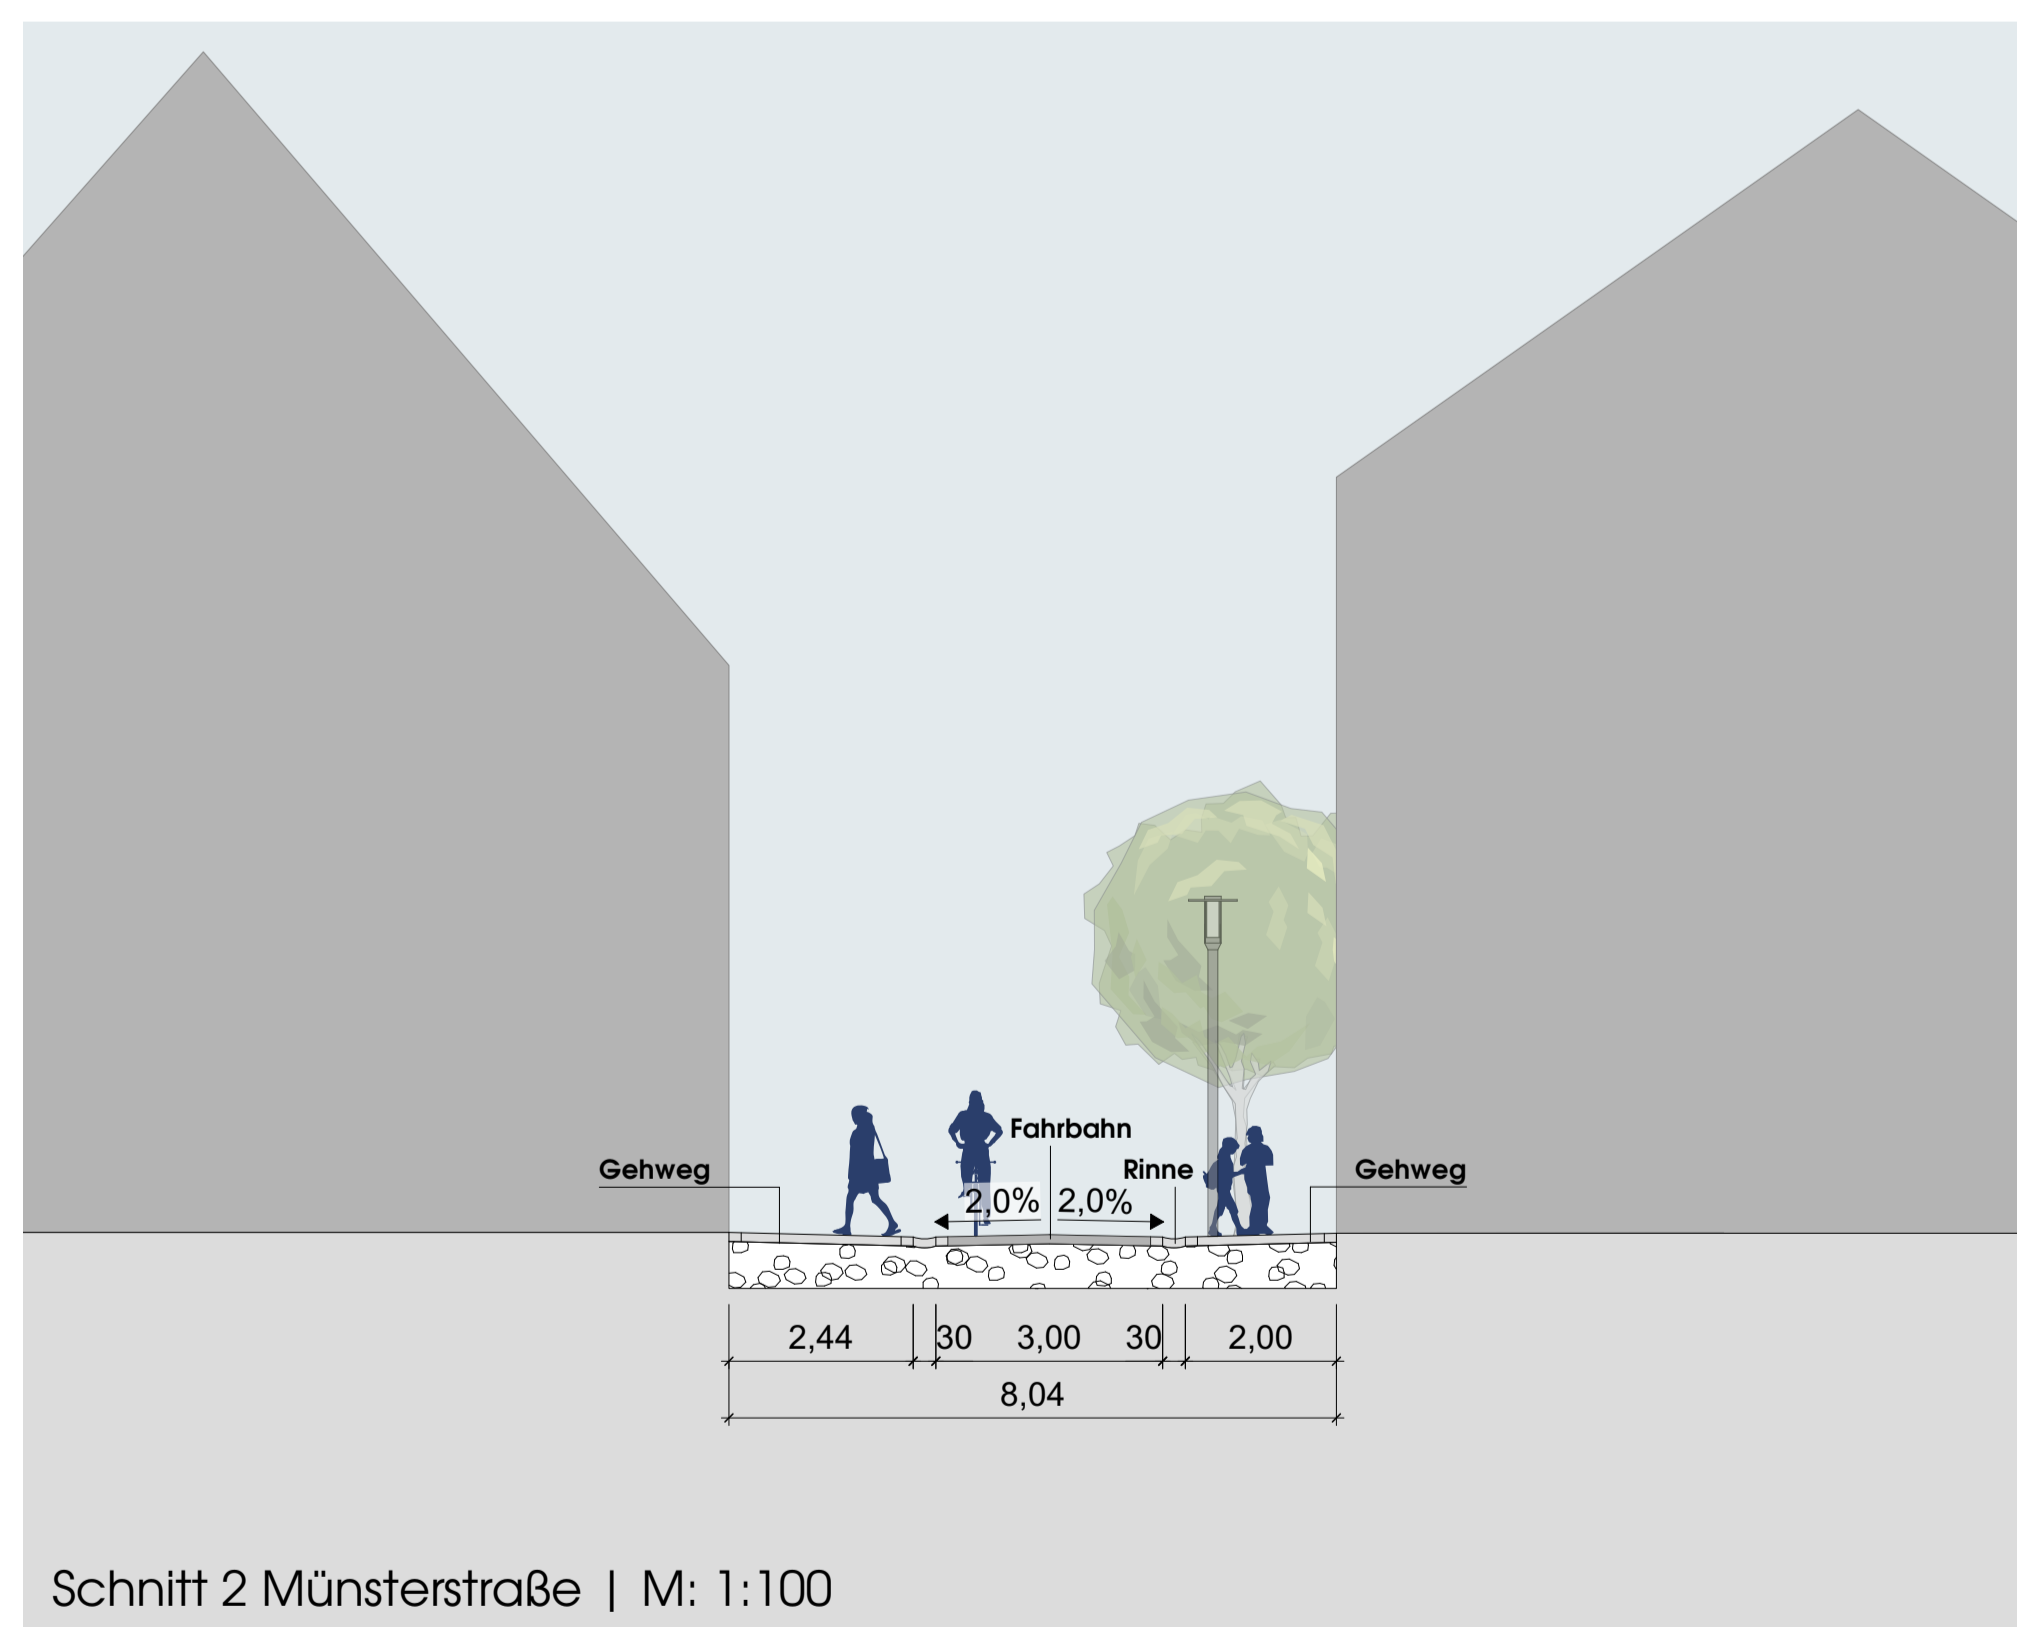 Fahrbahn
Gehweg
Rinne
Gehweg
2,0% 2,0%
2,44 30 3,00 30 2,00
8,04
Schnitt 2 Münsterstraße | M: 1:100